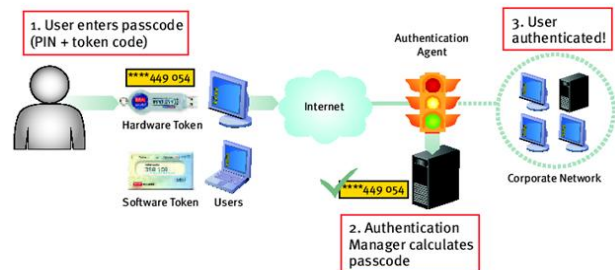 1. User enters passcode
(PIN + token code)
****449 054
Hardware Token
Software Token
Users
Internet
Authentication
Agent
****449 054
2. Authentication
Manager calculates
passcode
3. User
authenticated!
Corporate Network